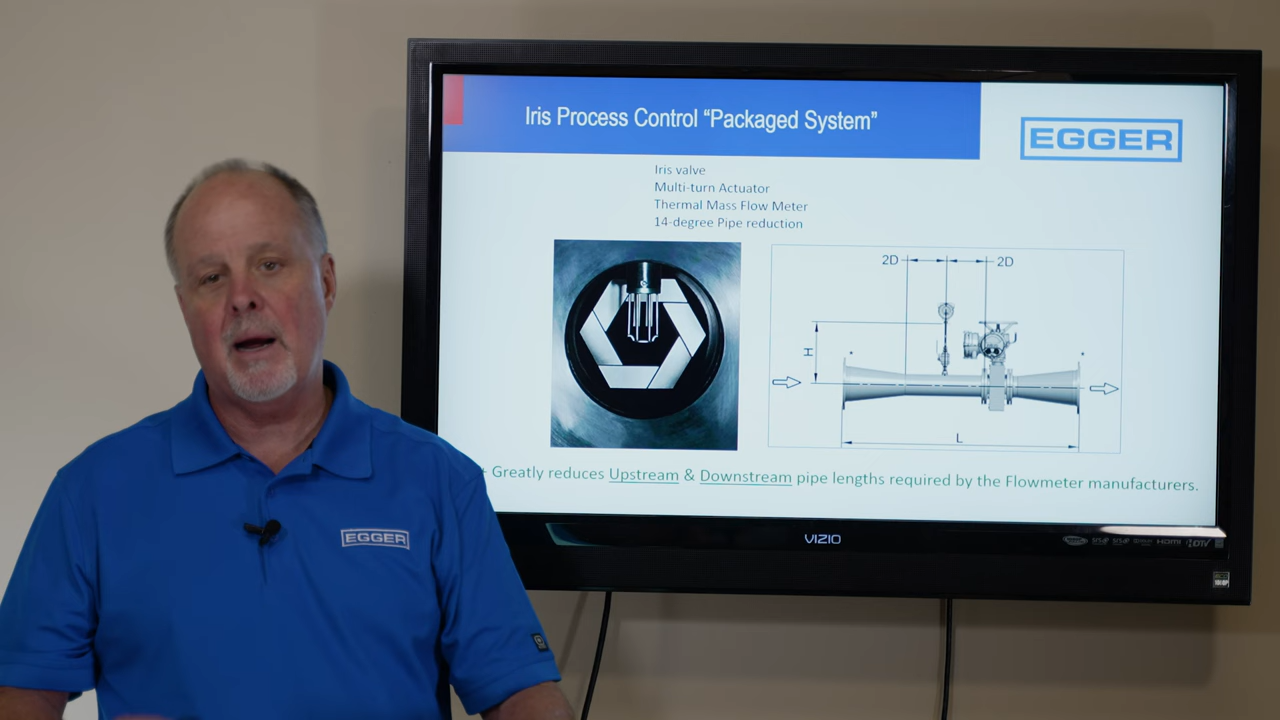 Iris Process Control “Packaged System”
EGGER
Iris valve
Multi-turn Actuator
Thermal Mass Flow Meter
14-degree Pipe reduction
2D
2D
H
*
*
L
Greatly reduces Upstream & Downstream pipe lengths required by the Flowmeter manufacturers.
EGGER
VIZIO
HDMI